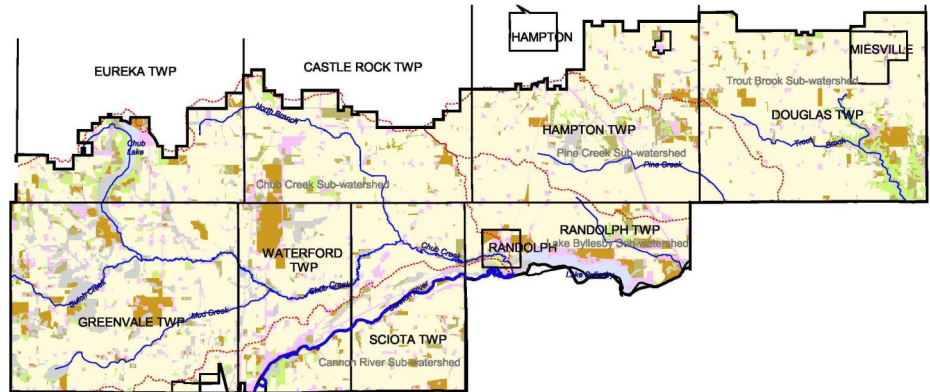 HAMPTON
MIESVILLE
EUREKA TWP
CASTLE ROCK TWP
Trout Brook Sub-watershed
North Branch
DOUGLAS TWP
HAMPTON TWP
Chub
Lake
Trout Brook
Pine Creek Sub-watershed
Pine Creek
Chub Creek Sub-watershed
RANDOLPH TWP
Lake Byllesby Sub-watershed
RANDOLPH
WATERFORD
TWP
Chub Creek
Lake Byllesby
Dutch Creek
Chub Creek
Cannon River
Mud Creek
GREENVALE TWP
SCIOTA TWP
Cannon River Sub-watershed